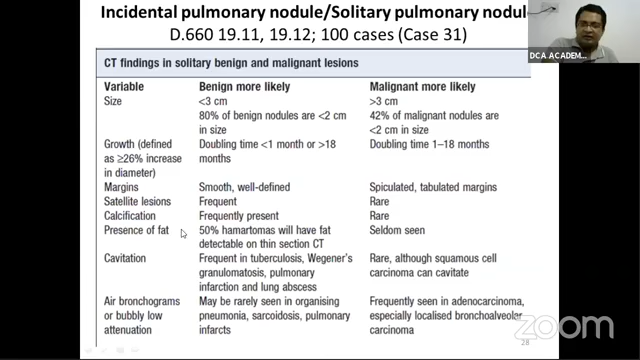 Incidental pulmonary nodule/Solitary pulmonary nodule
D.660 19.11, 19.12; 100 cases (Case 31)
DCA ACADEM...
CT findings in solitary benign and malignant lesions
Variable Benign more likely Malignant more likely
Size <3 cm >3 cm
80% of benign nodules are <2 cm 42% of malignant nodules are
in size <2 cm in size
Growth (defined Doubling time <1 month or >18 Doubling time 1–18 months
as ≥26% increase months
in diameter)
Margins Smooth, well-defined Spiculated, tabulated margins
Satellite lesions Frequent Rare
Calcification Frequently present Rare
Presence of fat 50% hamartomas will have fat Seldom seen
detectable on thin section CT
Cavitation Frequent in tuberculosis, Wegener's Rare, although squamous cell
granulomatosis, pulmonary carcinoma can cavitate
infarction and lung abscess
Air bronchograms May be rarely seen in organising Frequently seen in adenocarcinoma,
or bubbly low pneumonia, sarcoidosis, pulmonary especially localised bronchoalveolar
attenuation infarcts carcinoma
zoom
28